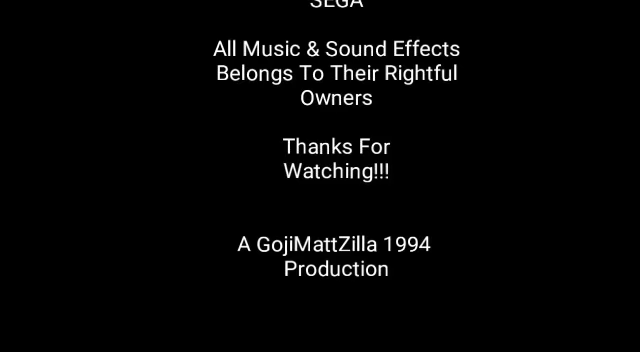 SEGA
All Music & Sound Effects
Belongs To Their Rightful
Owners
Thanks For
Watching!!!
A GojiMattZilla 1994
Production